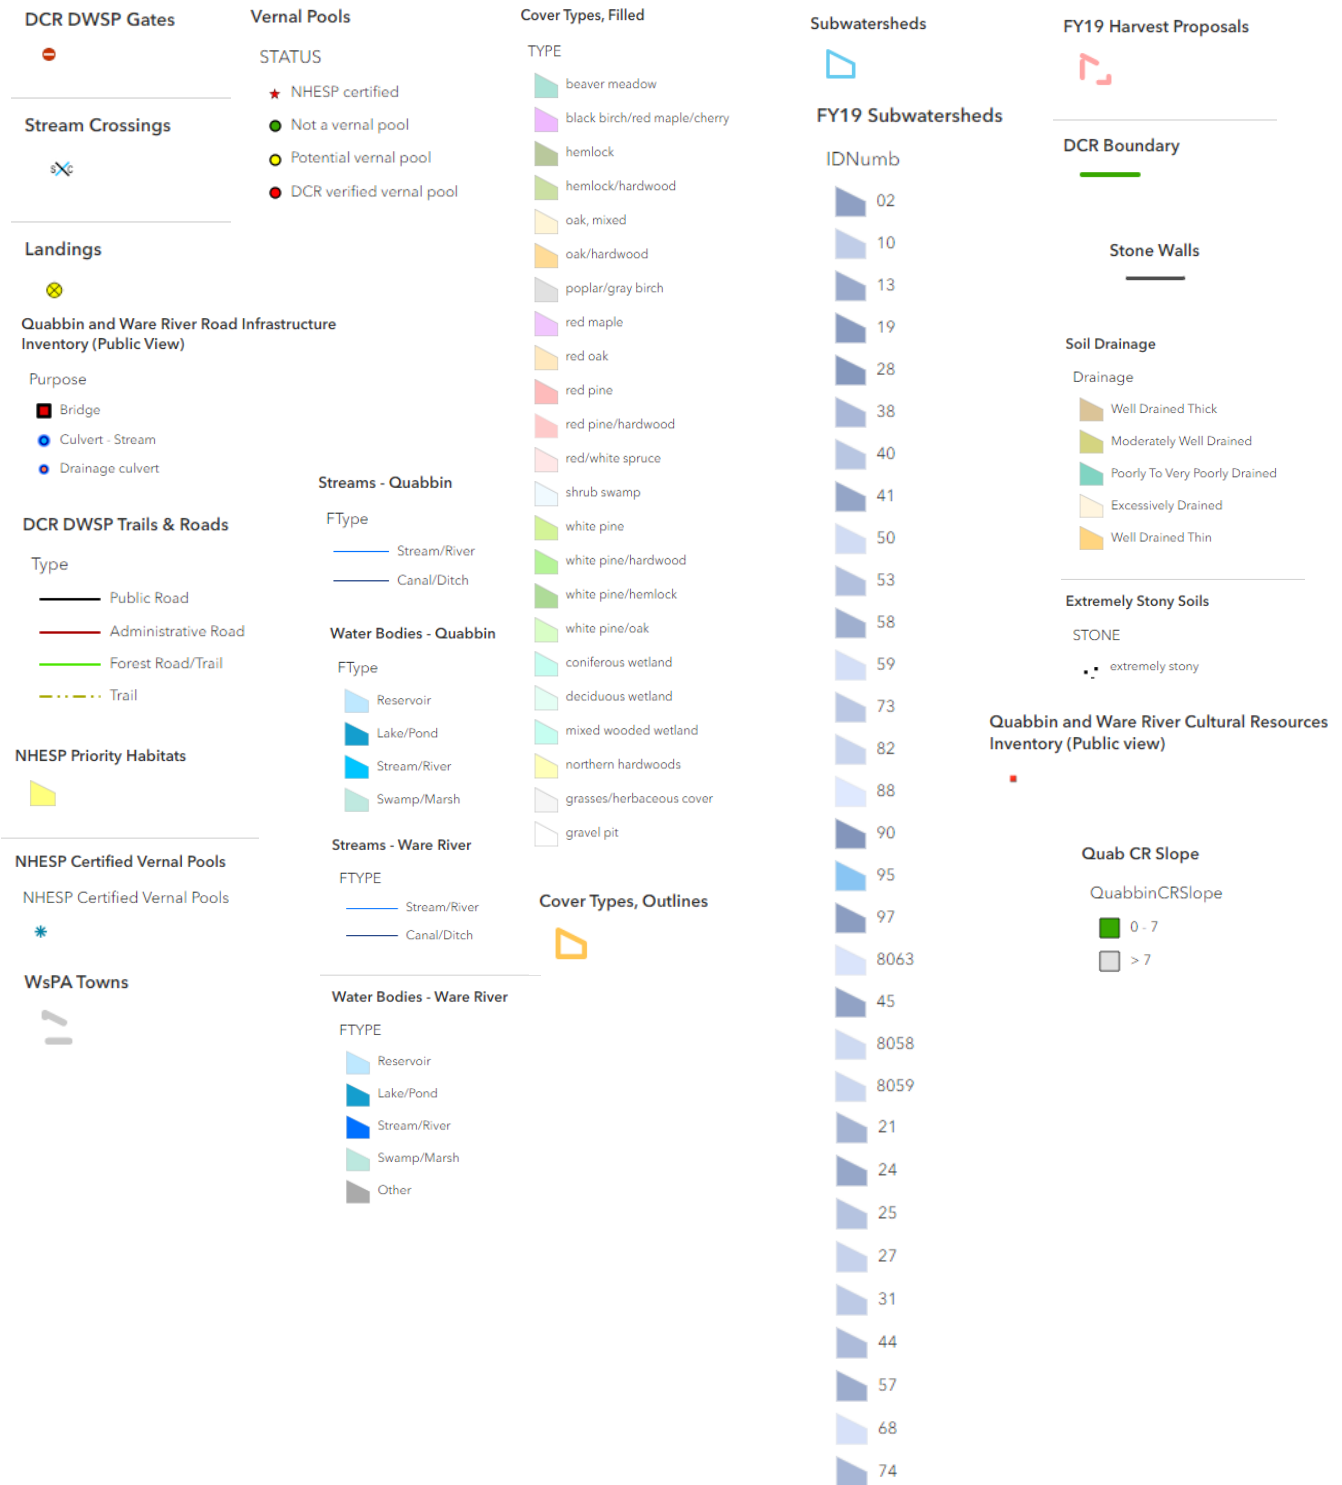 DCR DWSP Gates
Stream Crossings
S C
Landings
Quabbin and Ware River Road Infrastructure
Inventory (Public View)
Purpose
Bridge
Culvert - Stream
Drainage culvert
DCR DWSP Trails & Roads
Type
Public Road
Administrative Road
Forest Road/Trail
Trail
NHESP Priority Habitats
NHESP Certified Vernal Pools
NHESP Certified Vernal Pools
WsPA Towns
Vernal Pools
STATUS
NHESP certified
Not a vernal pool
Potential vernal pool
DCR verified vernal pool
Streams - Quabbin
FType
Stream/River
Canal/Ditch
Water Bodies - Quabbin
FType
Reservoir
Lake/Pond
Stream/River
Swamp/Marsh
Streams - Ware River
FTYPE
Stream/River
Canal/Ditch
Water Bodies - Ware River
FTYPE
Reservoir
Lake/Pond
Stream/River
Swamp/Marsh
Other
Cover Types, Filled
TYPE
beaver meadow
black birch/red maple/cherry
hemlock
hemlock/hardwood
oak, mixed
oak/hardwood
poplar/gray birch
red maple
red oak
red pine
red pine/hardwood
red/white spruce
shrub swamp
white pine
white pine/hardwood
white pine/hemlock
white pine/oak
coniferous wetland
deciduous wetland
mixed wooded wetland
northern hardwoods
grasses/herbaceous cover
gravel pit
Cover Types, Outlines
Subwatersheds
FY19 Subwatersheds
IDNumb
02
10
13
19
28
38
40
41
50
53
58
59
73
82
88
90
95
97
8063
45
8058
8059
21
24
25
27
31
44
57
68
74
FY19 Harvest Proposals
DCR Boundary
Stone Walls
Soil Drainage
Drainage
Well Drained Thick
Moderately Well Drained
Poorly To Very Poorly Drained
Excessively Drained
Well Drained Thin
Extremely Stony Soils
STONE
extremely stony
Quabbin and Ware River Cultural Resources
Inventory (Public view)
Quab CR Slope
QuabbinCRSlope
0 - 7
> 7